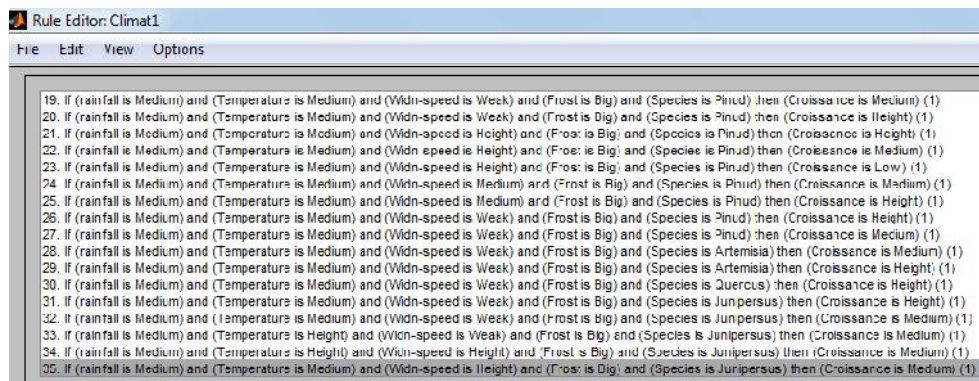 Rule Editor: Climat1
File Edit View Options
19. If (rainfall is Medium) and (Temperature is Medium) and (Widn-speed is Weak) and (Frost is Big) and (Species is Pinud) then (Croissance is Medium) (1)
20. If (rainfall is Medium) and (Temperature is Medium) and (Widn-speed is Weak) and (Frost is Big) and (Species is Pinud) then (Croissance is Height) (1)
21. If (rainfall is Medium) and (Temperature is Medium) and (Widn-speed is Height) and (Frost is Big) and (Species is Pinud) then (Croissance is Height) (1)
22. If (rainfall is Medium) and (Temperature is Medium) and (Widn-speed is Height) and (Frost is Big) and (Species is Pinud) then (Croissance is Medium) (1)
23. If (rainfall is Medium) and (Temperature is Medium) and (Widn-speed is Height) and (Frost is Big) and (Species is Pinud) then (Croissance is Low) (1)
24. If (rainfall is Medium) and (Temperature is Medium) and (Widn-speed is Medium) and (Frost is Big) and (Species is Pinud) then (Croissance is Medium) (1)
25. If (rainfall is Medium) and (Temperature is Medium) and (Widn-speed is Medium) and (Frost is Big) and (Species is Pinud) then (Croissance is Height) (1)
26. If (rainfall is Medium) and (Temperature is Medium) and (Widn-speed is Weak) and (Frost is Big) and (Species is Pinud) then (Croissance is Height) (1)
27. If (rainfall is Medium) and (Temperature is Medium) and (Widn-speed is Weak) and (Frost is Big) and (Species is Pinud) then (Croissance is Medium) (1)
28. If (rainfall is Medium) and (Temperature is Medium) and (Widn-speed is Weak) and (Frost is Big) and (Species is Artemisia) then (Croissance is Medium) (1)
29. If (rainfall is Medium) and (Temperature is Medium) and (Widn-speed is Weak) and (Frost is Big) and (Species is Artemisia) then (Croissance is Height) (1)
30. If (rainfall is Medium) and (Temperature is Medium) and (Widn-speed is Weak) and (Frost is Big) and (Species is Quercus) then (Croissance is Height) (1)
31. If (rainfall is Medium) and (Temperature is Medium) and (Widn-speed is Weak) and (Frost is Big) and (Species is Junipersus) then (Croissance is Height) (1)
32. If (rainfall is Medium) and (Temperature is Medium) and (Widn-speed is Weak) and (Frost is Big) and (Species is Junipersus) then (Croissance is Medium) (1)
33. If (rainfall is Medium) and (Temperature is Height) and (Widn-speed is Weak) and (Frost is Big) and (Species is Junipersus) then (Croissance is Medium) (1)
34. If (rainfall is Medium) and (Temperature is Height) and (Widn-speed is Height) and (Frost is Big) and (Species is Junipersus) then (Croissance is Medium) (1)
35. If (rainfall is Medium) and (Temperature is Medium) and (Widn-speed is Height) and (Frost is Big) and (Species is Junipersus) then (Croissance is Medium) (1)